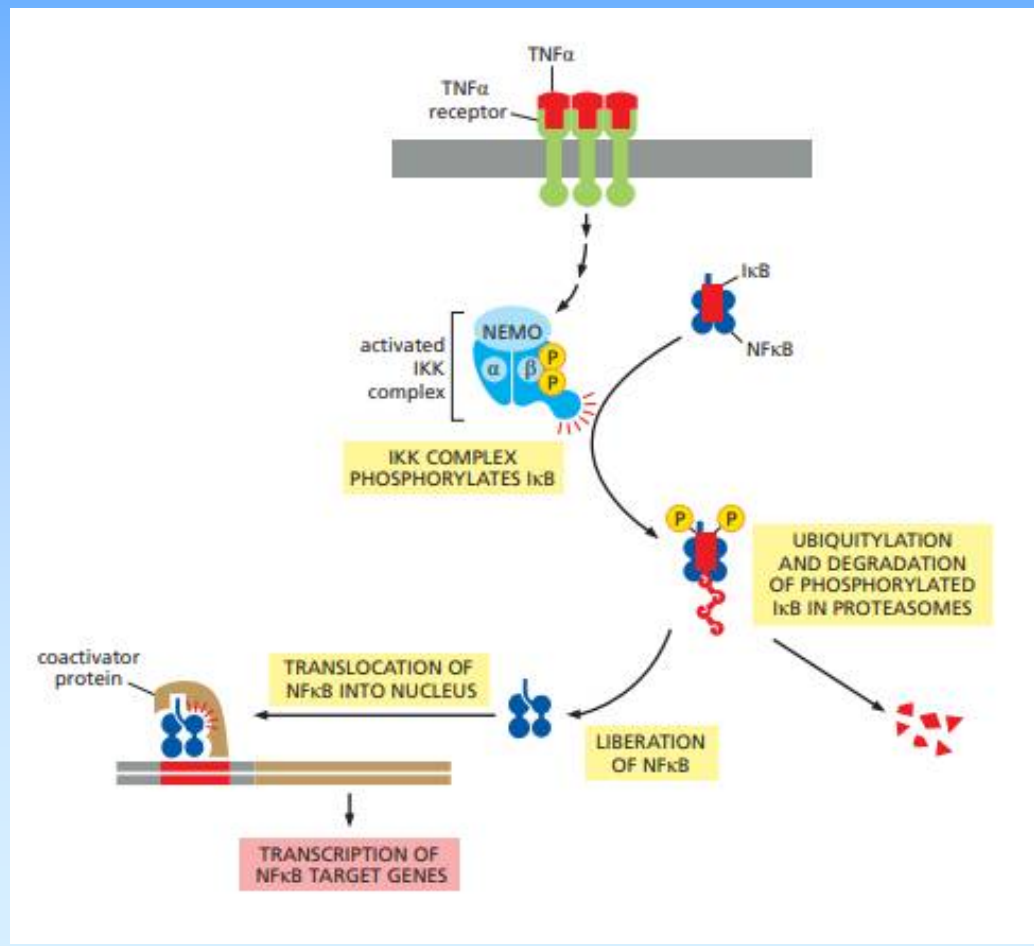 TNFα
TNFα
receptor
IκB
NFκB
NEMO
α
β
P
P
activated
IKK
complex
IKK COMPLEX
PHOSPHORYLATES IκB
P
P
UBIQUITYLATION
AND DEGRADATION
OF PHOSPHORYLATED
IκB IN PROTEASOMES
coactivator
protein
TRANSLOCATION OF
NFκB INTO NUCLEUS
LIBERATION
OF NFκB
TRANSCRIPTION OF
NFκB TARGET GENES